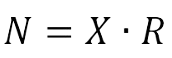 N = X · R